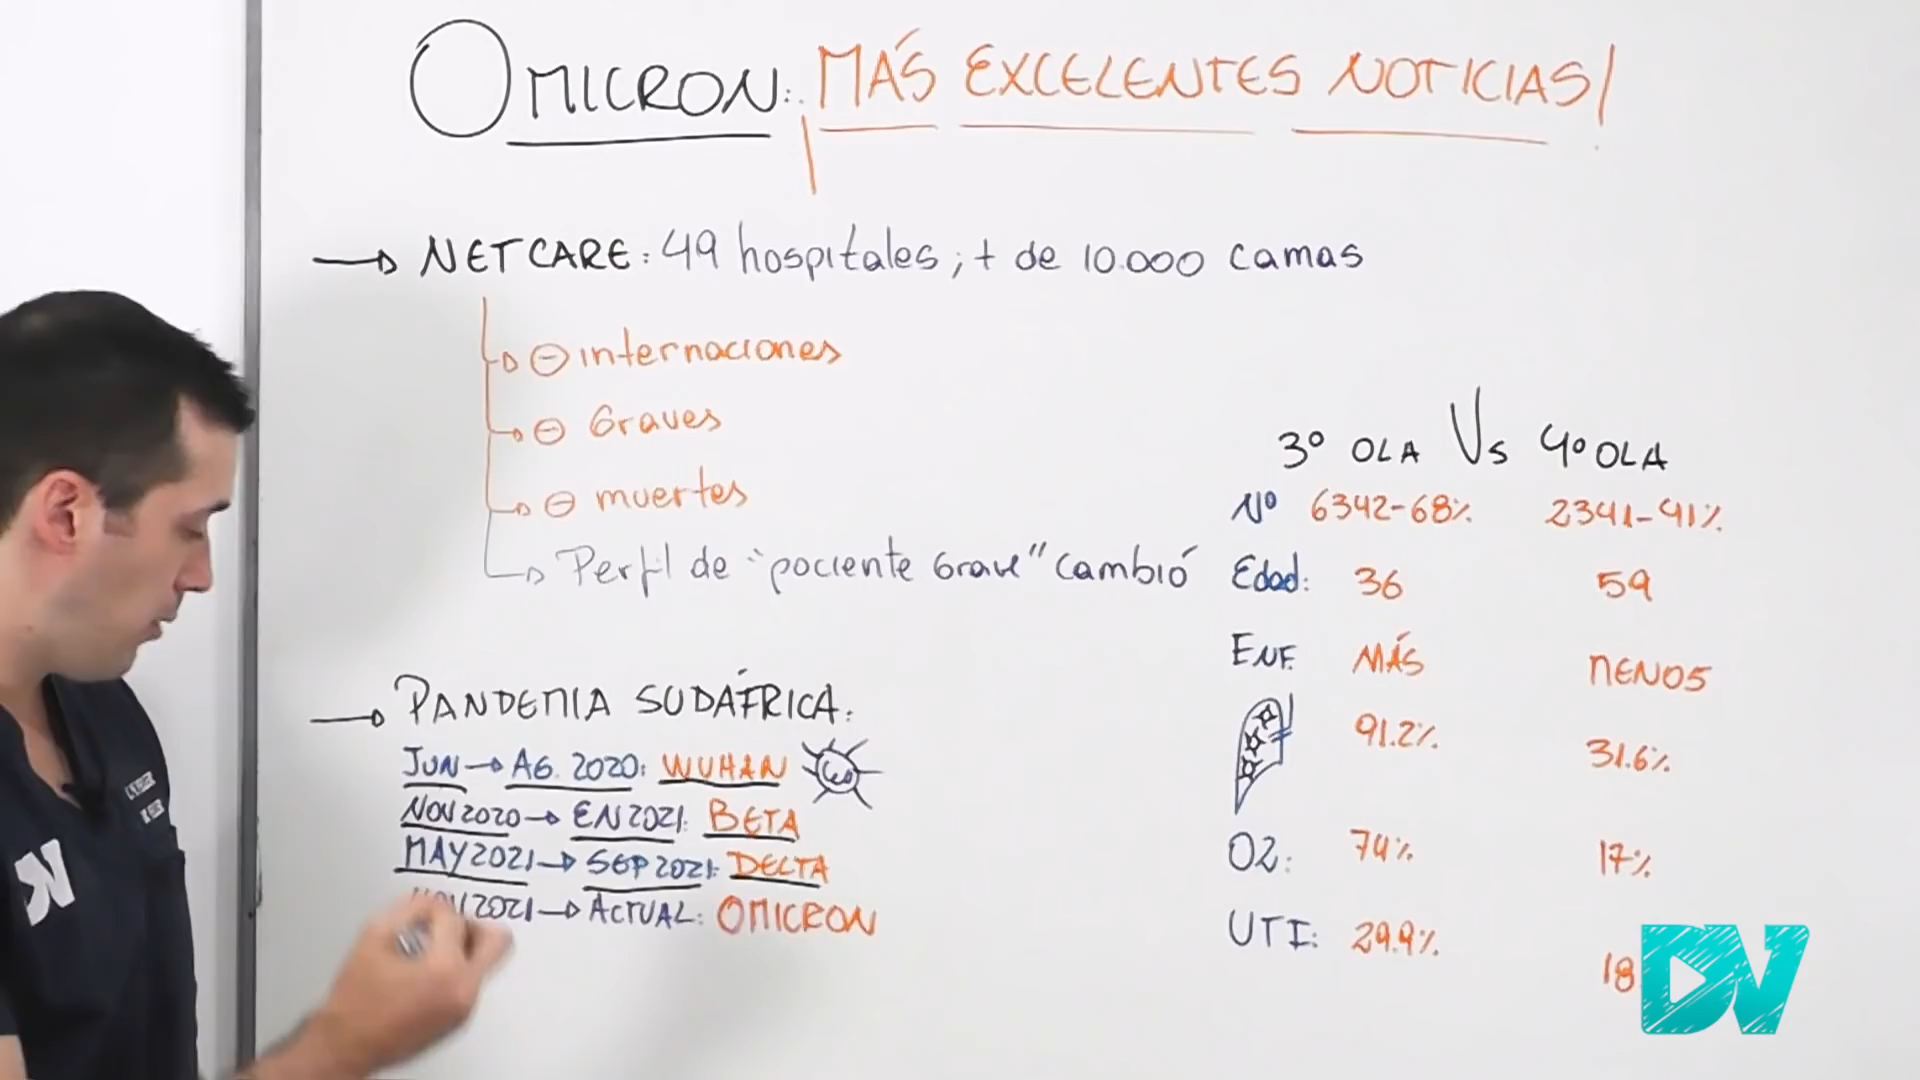 OMICRON: MÁS EXCELENTES NOTICIAS!
NETCARE: 49 hospitales; + de 10.000 camas
⊖ internaciones
⊖ Graves
⊖ muertes
Perfil de "paciente Grave" cambió
PANDEMIA SUDÁFRICA:
JUN → AG. 2020: WUHAN
NOV 2020 → EN 2021: BETA
MAY 2021 → SEP 2021: DELTA
2021 → ACTUAL: OMICRON
3º OLA Vs 4º OLA
Nº 6342-68% 2341-41%
Edad: 36 59
ENF. MÁS MENOS
91.2% 31.6%
O2: 74% 17%
UTI: 29.9% 18
DV
DV